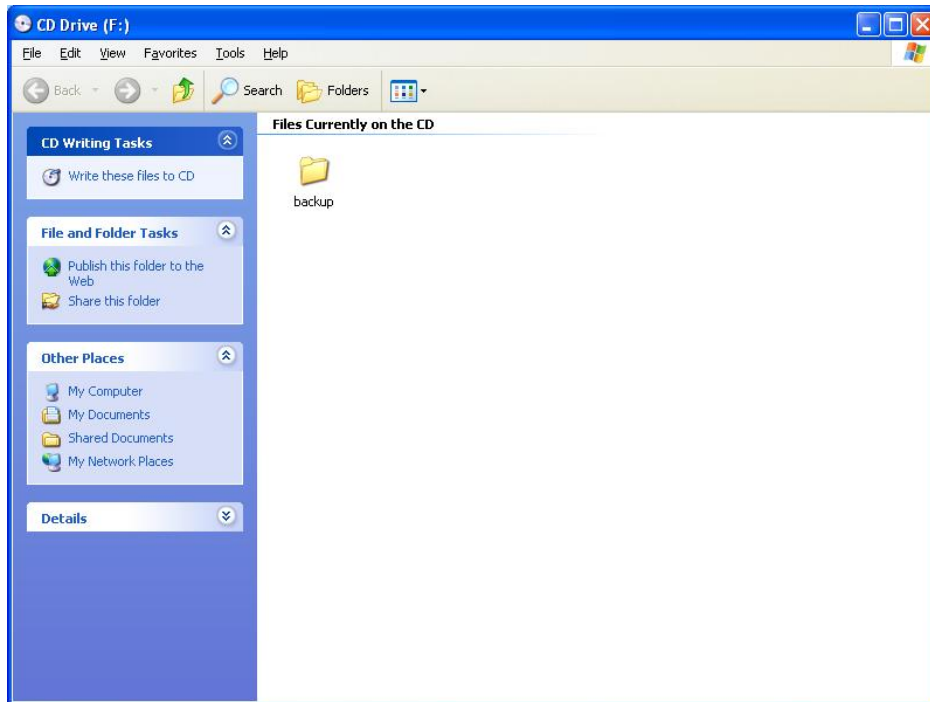 CD Drive (F:)
File Edit View Favorites Tools Help
Back Search Folders
CD Writing Tasks
Write these files to CD
File and Folder Tasks
Publish this folder to the
Web
Share this folder
Other Places
My Computer
My Documents
Shared Documents
My Network Places
Details
Files Currently on the CD
backup